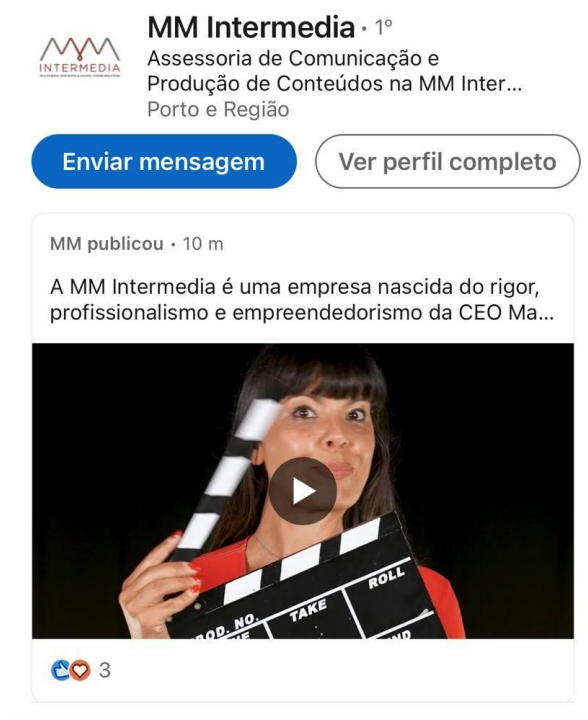 MM Intermedia · 1º
INTERMEDIA
Assessoria de Comunicação e
Produção de Conteúdos na MM Inter...
Porto e Região
Enviar mensagem
Ver perfil completo
MM publicou · 10 m
A MM Intermedia é uma empresa nascida do rigor,
profissionalismo e empreendedorismo da CEO Ma...
ROLL
TAKE
NO.
3